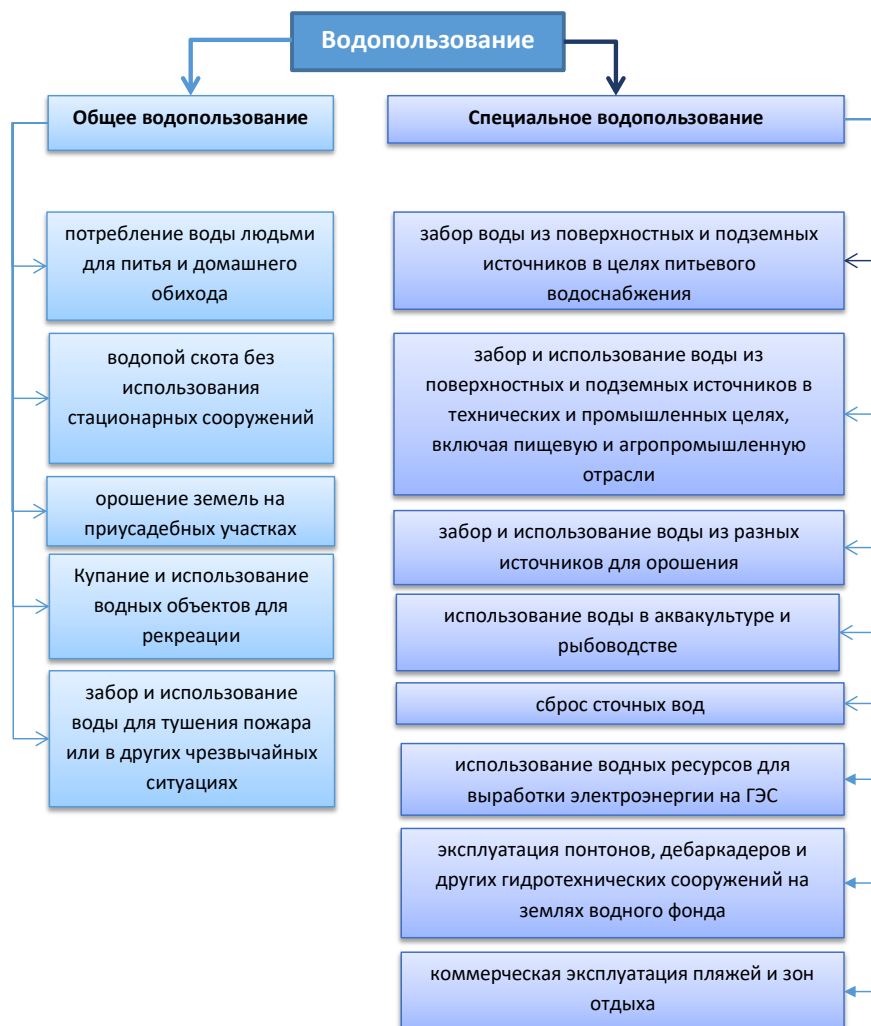 Водопользование
Общее водопользование
Специальное водопользование
потребление воды людьми
для питья и домашнего
обихода
водопой скота без
использования
стационарных сооружений
орошение земель на
приусадебных участках
Купание и использование
водных объектов для
рекреации
забор и использование
воды для тушения пожара
или в других чрезвычайных
ситуациях
забор воды из поверхностных и подземных
источников в целях питьевого
водоснабжения
забор и использование воды из
поверхностных и подземных источников в
технических и промышленных целях,
включая пищевую и агропромышленную
отрасли
забор и использование воды из разных
источников для орошения
использование воды в аквакультуре и
рыбоводстве
сброс сточных вод
использование водных ресурсов для
выработки электроэнергии на ГЭС
эксплуатация понтонов, дебаркадеров и
других гидротехнических сооружений на
землях водного фонда
коммерческая эксплуатация пляжей и зон
отдыха